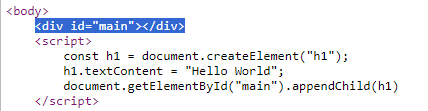 <body>
<div id="main"></div>
<script>
const h1 = document.createElement("h1");
h1.textContent = "Hello World";
document.getElementById("main").appendChild(h1)
</script>